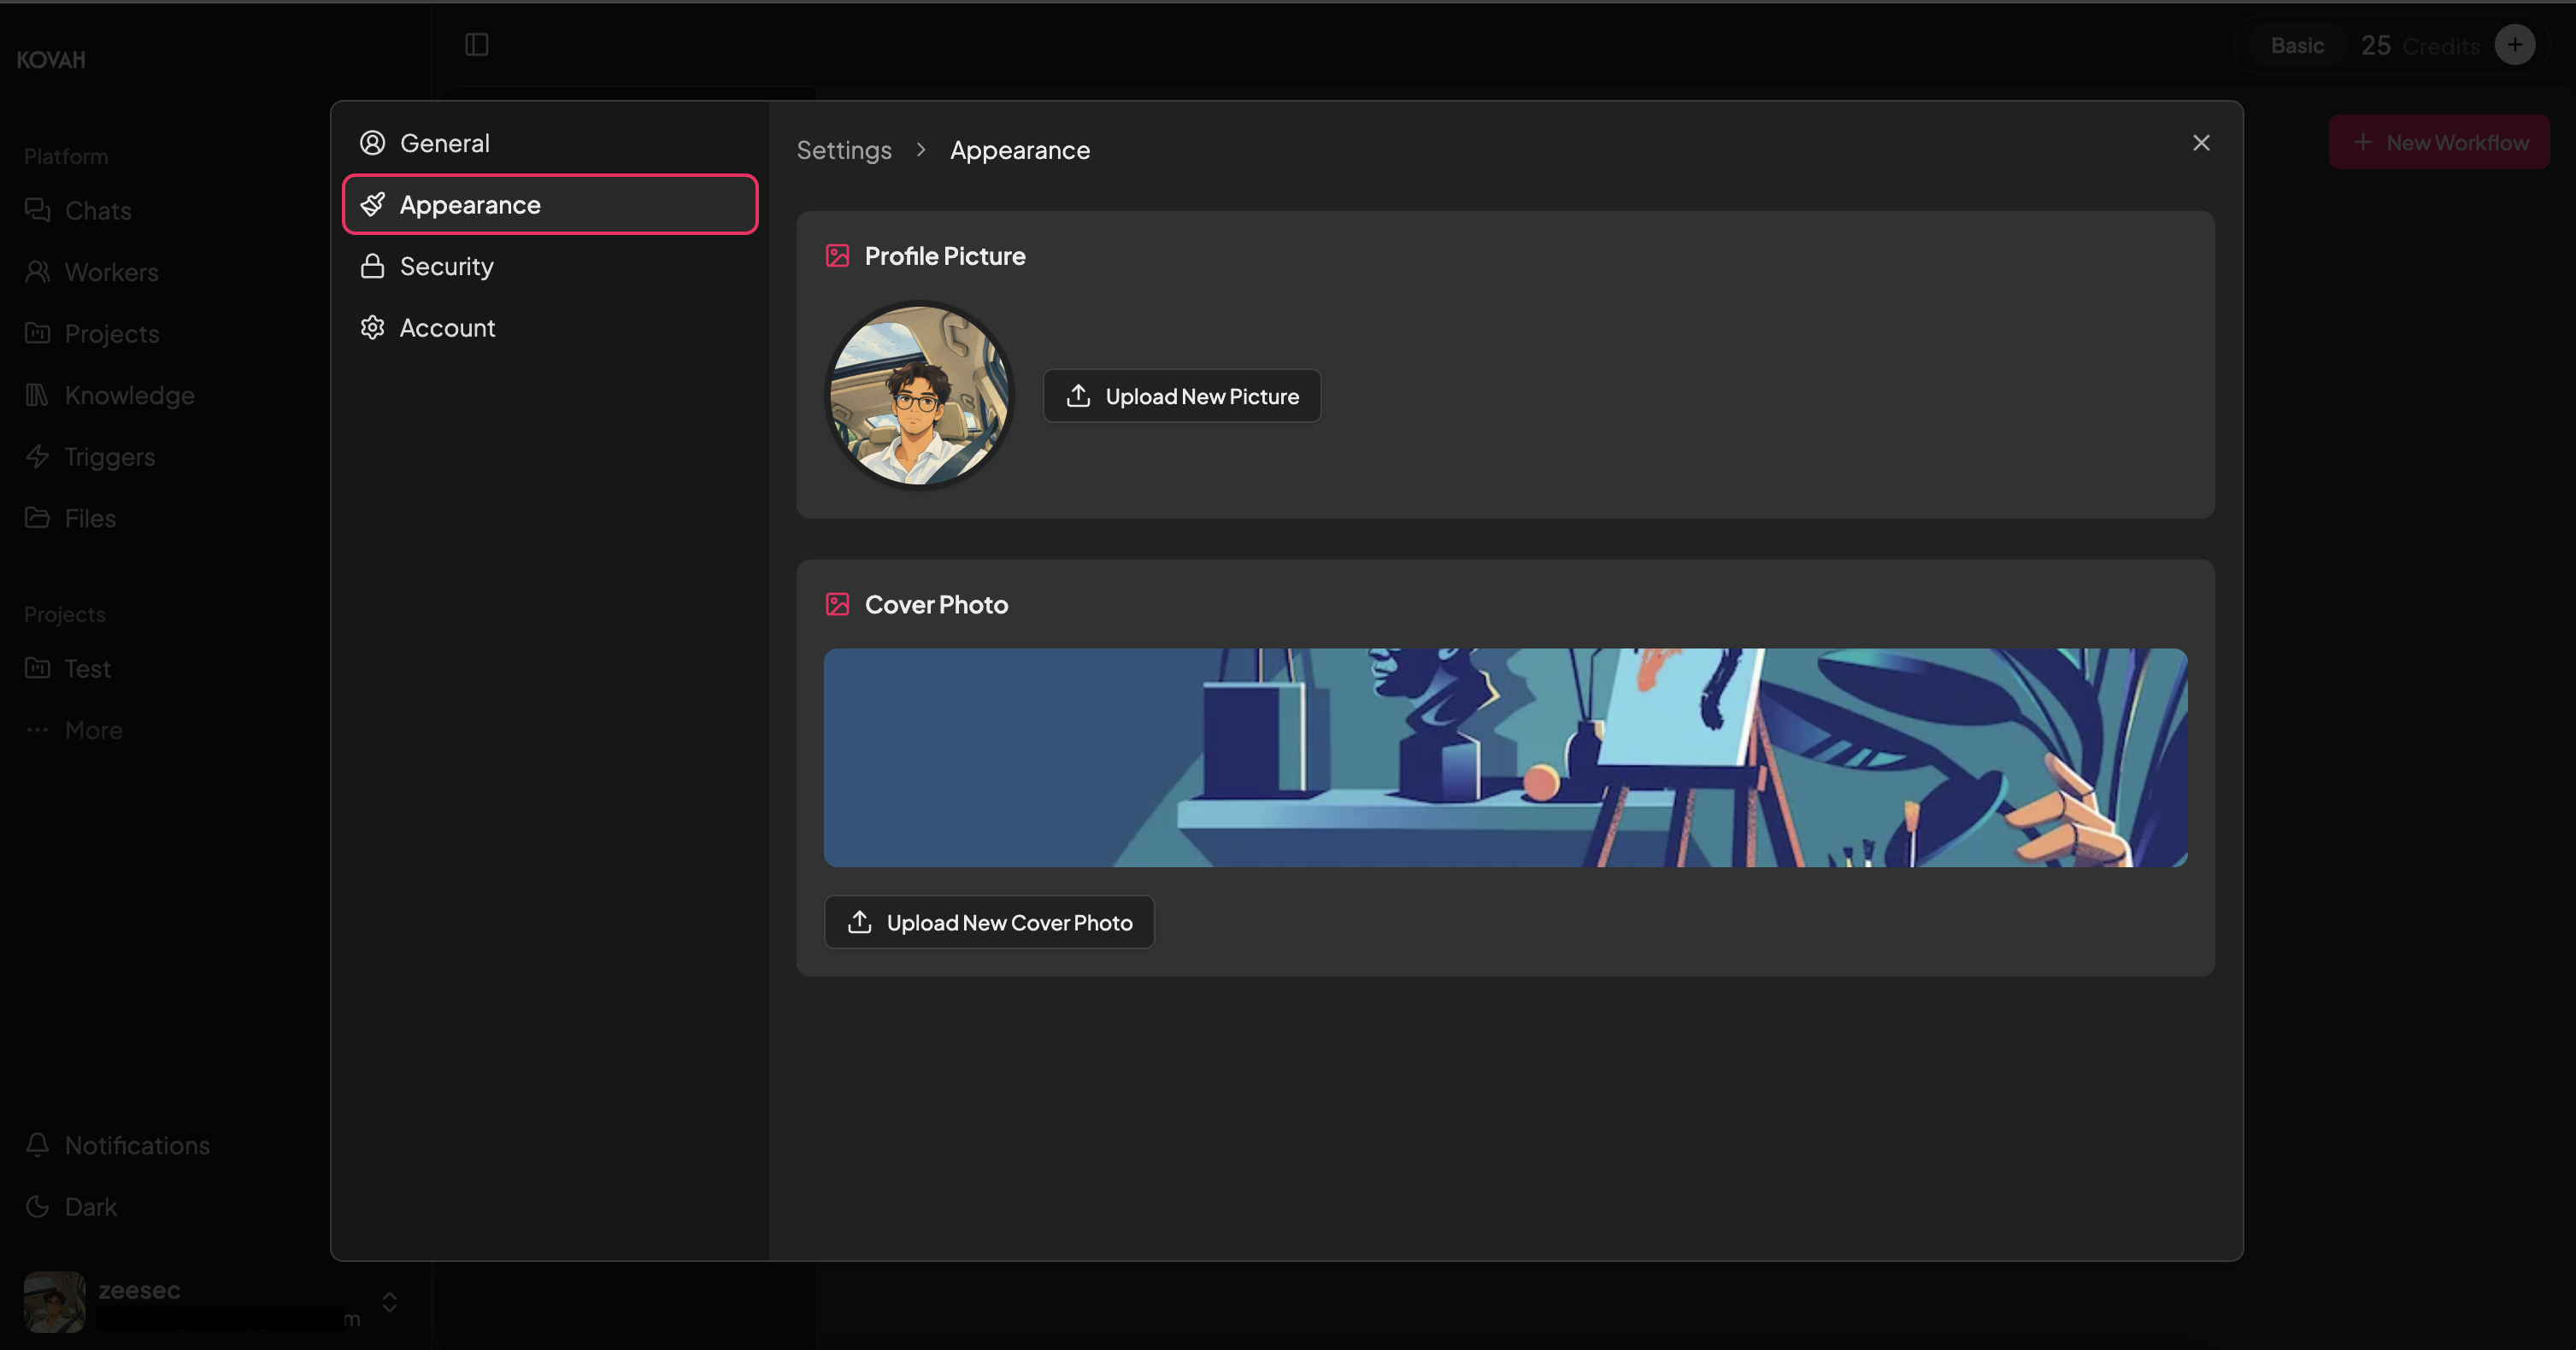 KOVAH
Basic 25 Credits
Platform
Chats
Workers
Projects
Knowledge
Triggers
Files
Projects
Test
More
Notifications
Dark
zeesec
m
General
Appearance
Security
Account
Settings > Appearance
New Workflow
Profile Picture
Upload New Picture
Cover Photo
Upload New Cover Photo